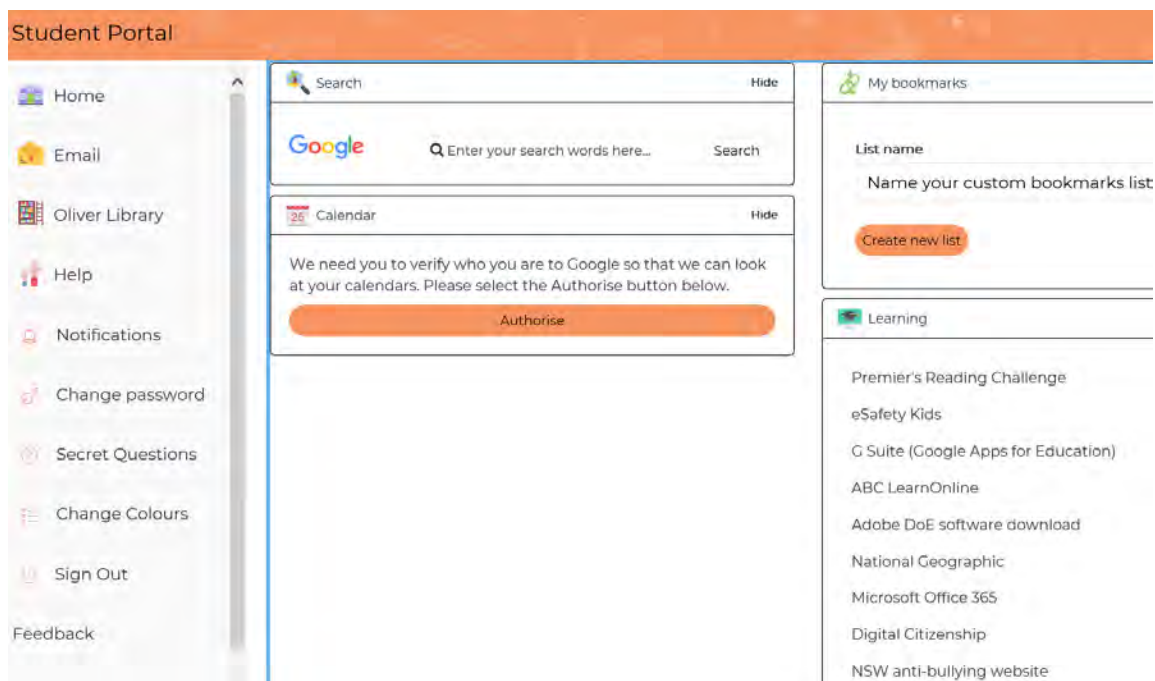 Student Portal
Home
Email
Oliver Library
Help
Notifications
Change password
Secret Questions
Change Colours
Sign Out
Feedback
Search Hide
Google Enter your search words here... Search
26 Calendar Hide
We need you to verify who you are to Google so that we can look
at your calendars. Please select the Authorise button below.
Authorise
My bookmarks
List name
Name your custom bookmarks list
Create new list
Learning
Premier's Reading Challenge
eSafety Kids
G Suite (Google Apps for Education)
ABC LearnOnline
Adobe DoE software download
National Geographic
Microsoft Office 365
Digital Citizenship
NSW anti-bullying website